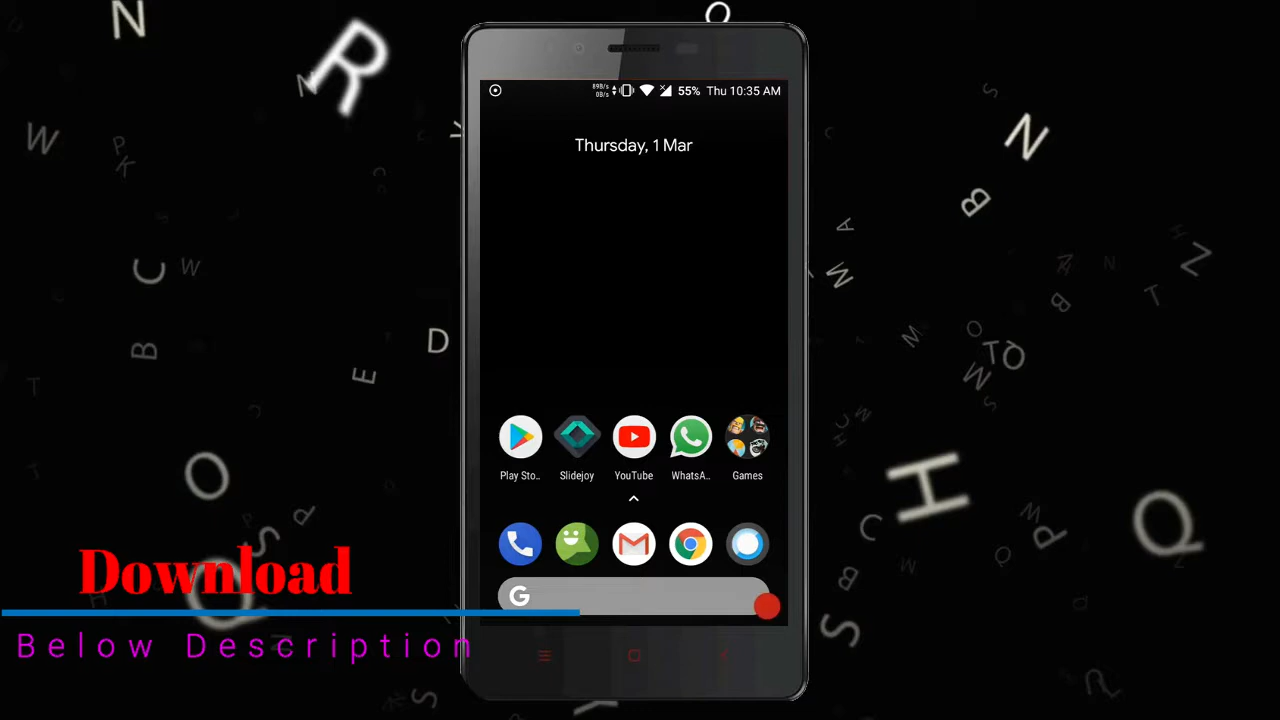 89B/s
0B/s
55% Thu 10:35 AM
Thursday, 1 Mar
Play Sto..
Slidejoy
YouTube
WhatsA..
Games
G
Download
Below Description